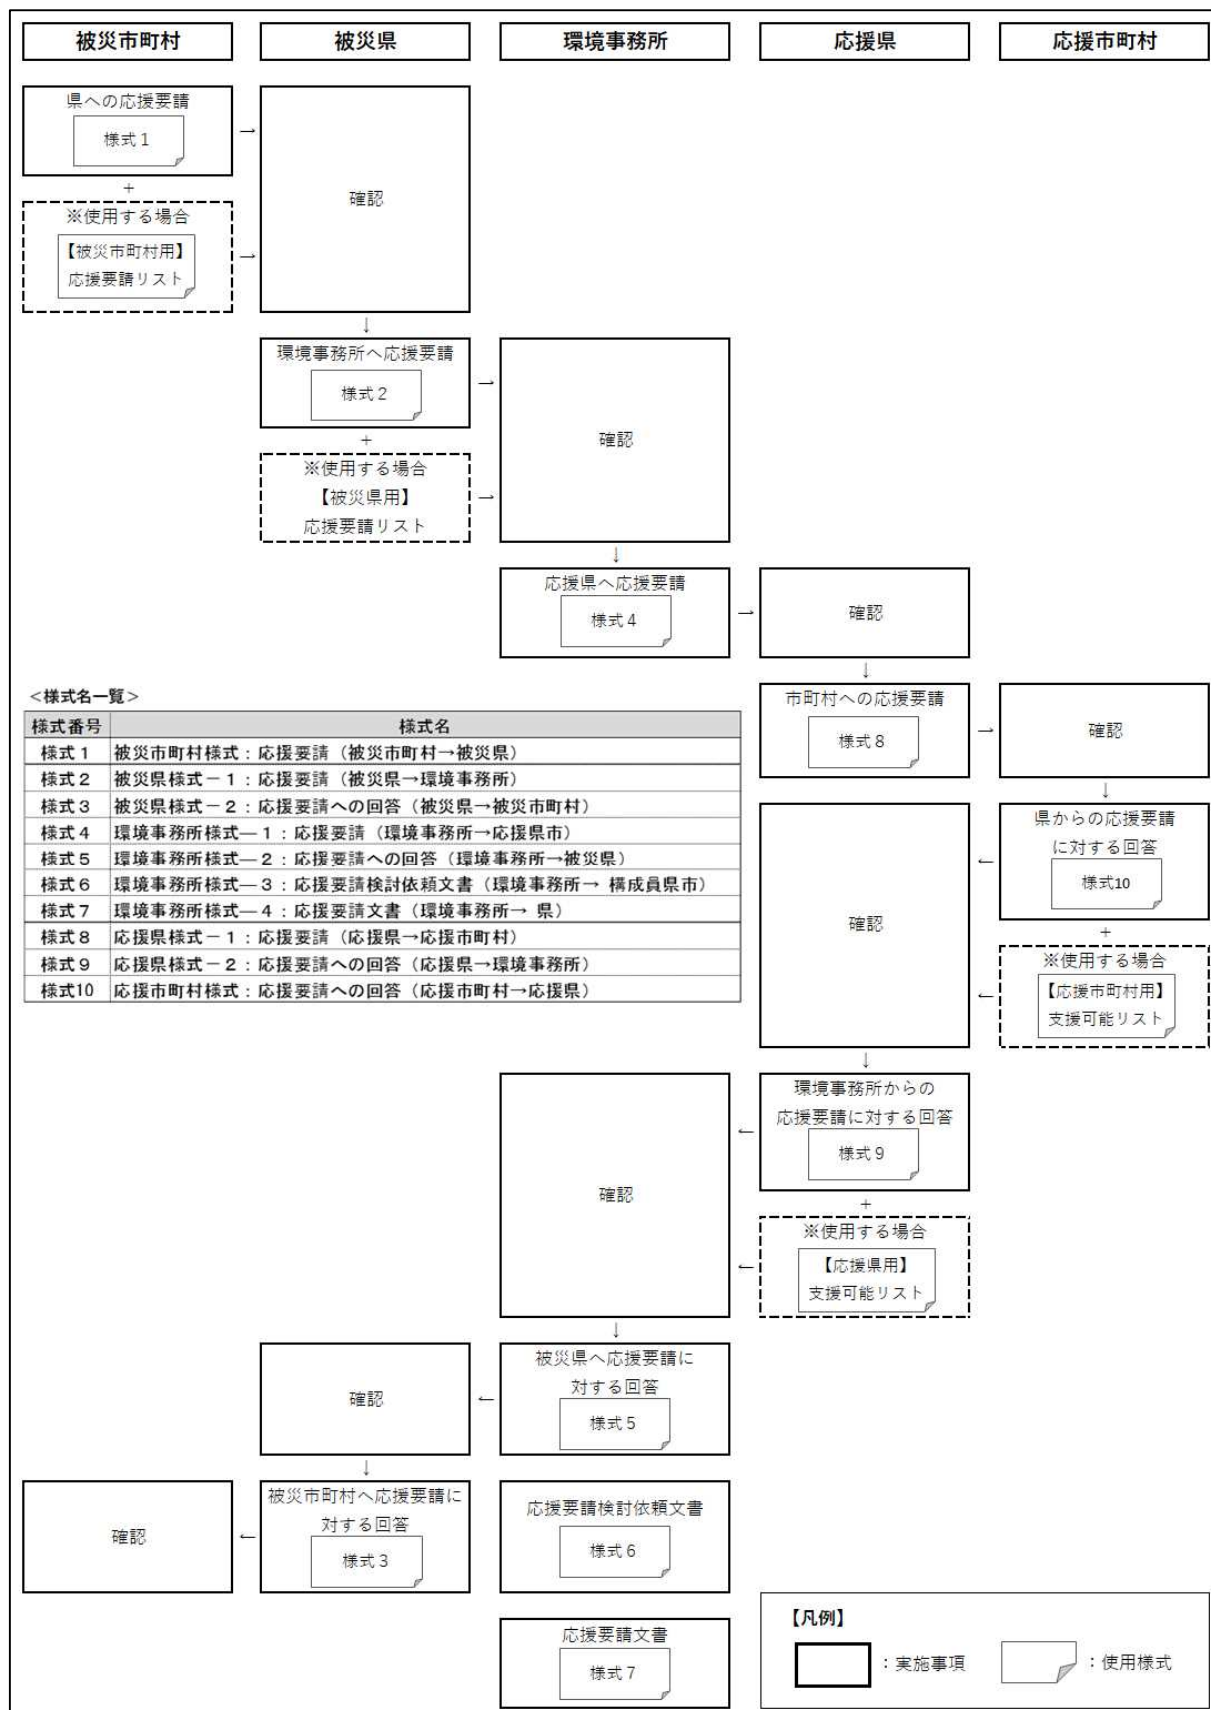 被災市町村
被災県
環境事務所
応援県
応援市町村
県への応援要請
様式1
→
+
※使用する場合
【被災市町村用】
応援要請リスト
→
確認
↓
環境事務所へ応援要請
様式2
→
+
※使用する場合
【被災県用】
応援要請リスト
→
確認
↓
応援県へ応援要請
様式4
→
確認
↓
市町村への応援要請
様式8
→
確認
↓
<様式名一覧>
様式番号 様式名
様式1 被災市町村様式:応援要請(被災市町村→被災県)
様式2 被災県様式-1:応援要請(被災県→環境事務所)
様式3 被災県様式-2:応援要請への回答(被災県→被災市町村)
様式4 環境事務所様式―1:応援要請(環境事務所→応援県市)
様式5 環境事務所様式―2:応援要請への回答(環境事務所→被災県)
様式6 環境事務所様式―3:応援要請検討依頼文書(環境事務所→ 構成員県市)
様式7 環境事務所様式―4:応援要請文書(環境事務所→ 県)
様式8 応援県様式-1:応援要請(応援県→応援市町村)
様式9 応援県様式-2:応援要請への回答(応援県→環境事務所)
様式10 応援市町村様式:応援要請への回答(応援市町村→応援県)
県からの応援要請
に対する回答
様式10
←
+
※使用する場合
【応援市町村用】
支援可能リスト
←
確認
↓
環境事務所からの
応援要請に対する回答
様式9
←
+
※使用する場合
【応援県用】
支援可能リスト
←
確認
↓
被災県へ応援要請に
対する回答
様式5
←
確認
↓
被災市町村へ応援要請に
対する回答
様式3
←
確認
応援要請検討依頼文書
様式6
応援要請文書
様式7
【凡例】
:実施事項
:使用様式